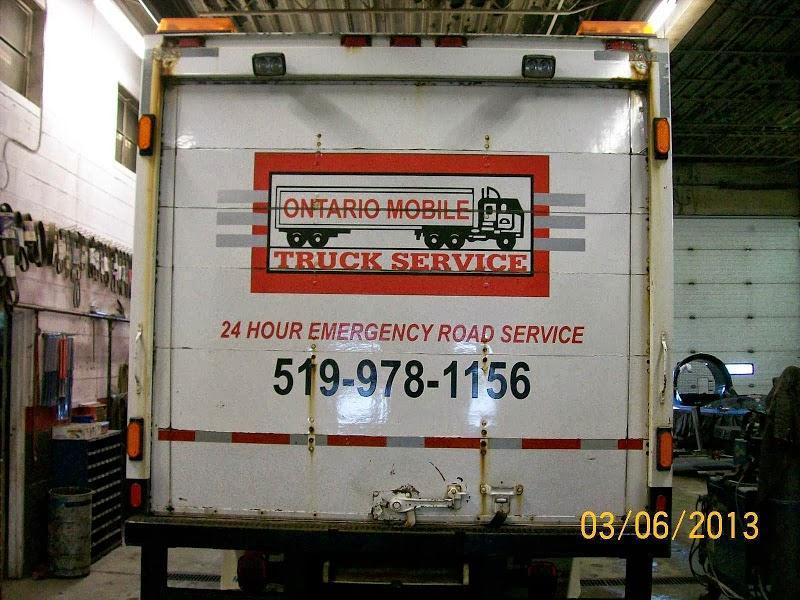 ONTARIO MOBILE
TRUCK SERVICE
24 HOUR EMERGENCY ROAD SERVICE
519-978-1156
03/06/2013